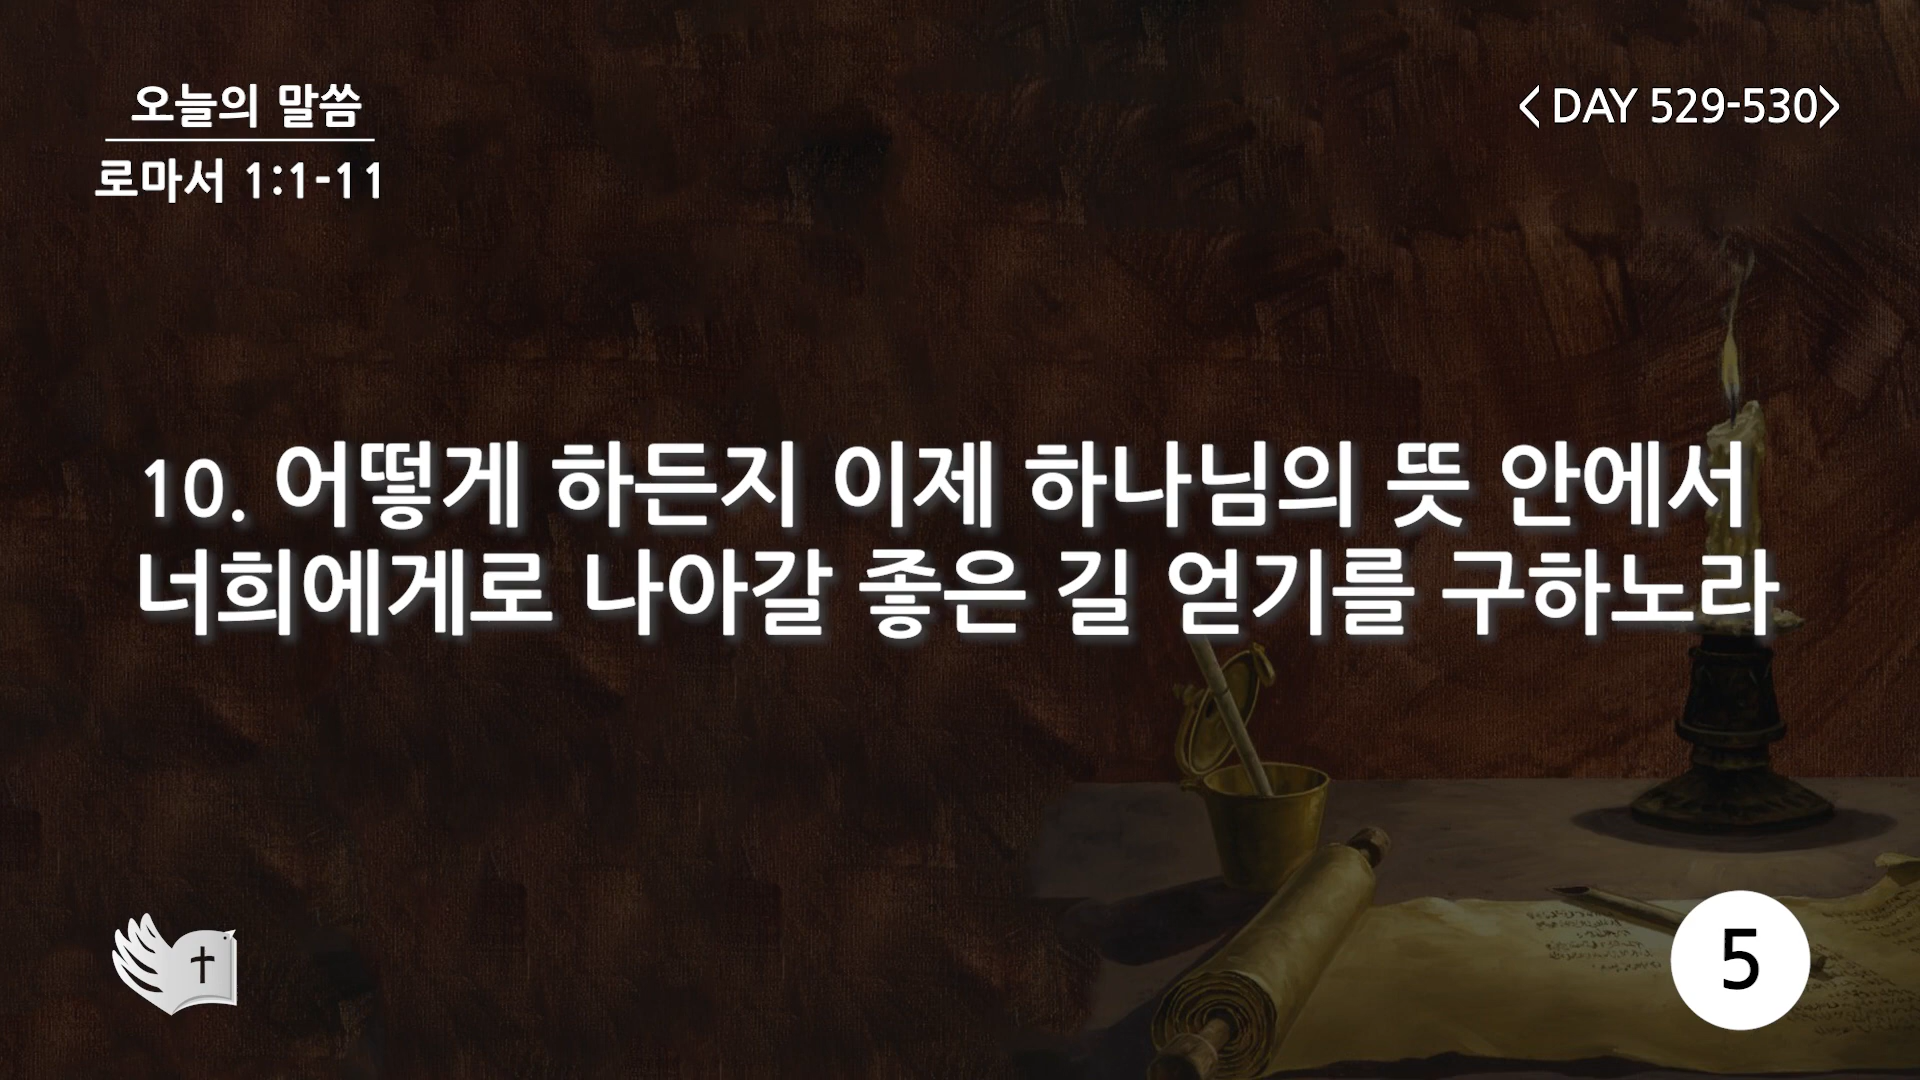 오늘의 말씀
로마서 1:1-11
< DAY 529-530>
10. 어떻게 하든지 이제 하나님의 뜻 안에서
너희에게로 나아갈 좋은 길 얻기를 구하노라
5